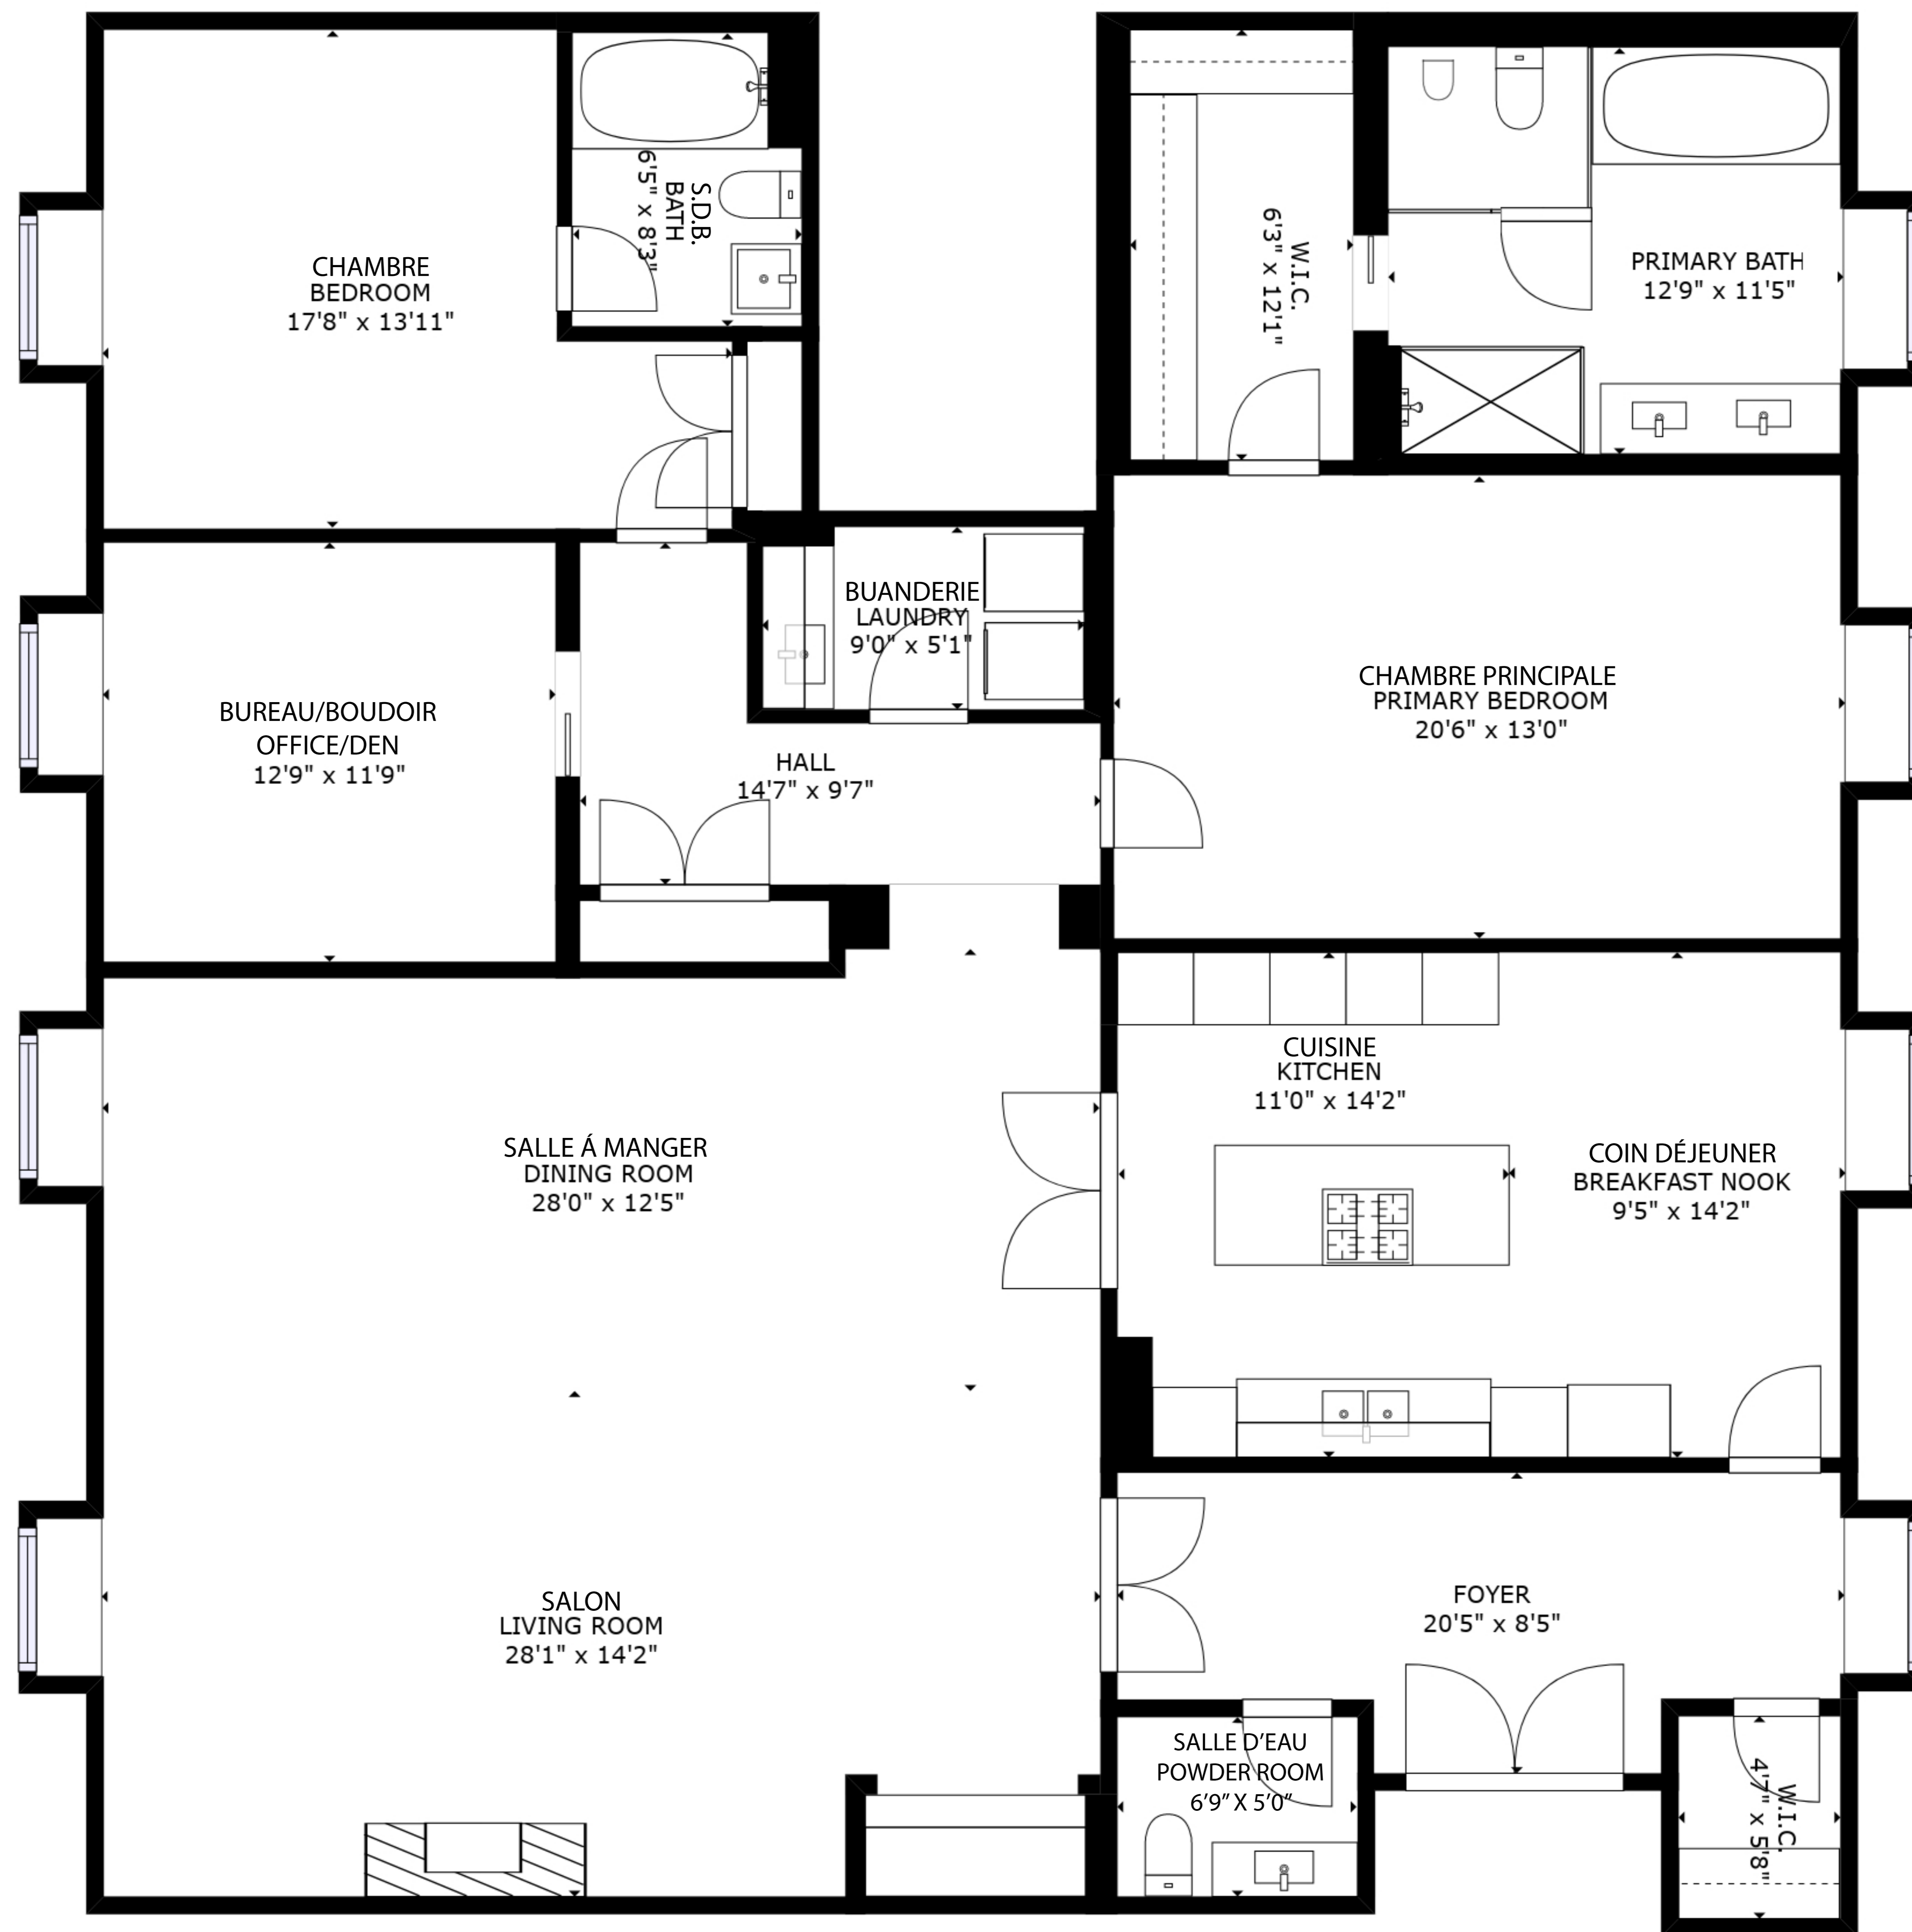 CHAMBRE
BEDROOM
17'8" x 13'11"
S.D.B.
BATH
6'5" x 8'3"
W.I.C.
6'3" x 12'1"
PRIMARY BATH
12'9" x 11'5"
BUANDERIE
LAUNDRY
9'0" x 5'1"
CHAMBRE PRINCIPALE
PRIMARY BEDROOM
20'6" x 13'0"
BUREAU/BOUDOIR
OFFICE/DEN
12'9" x 11'9"
HALL
14'7" x 9'7"
CUISINE
KITCHEN
11'0" x 14'2"
SALLE Á MANGER
DINING ROOM
28'0" x 12'5"
COIN DÉJEUNER
BREAKFAST NOOK
9'5" x 14'2"
SALON
LIVING ROOM
28'1" x 14'2"
FOYER
20'5" x 8'5"
SALLE D’EAU
POWDER ROOM
6’9” X 5’0”
W.I.C.
4'7" x 5'8"